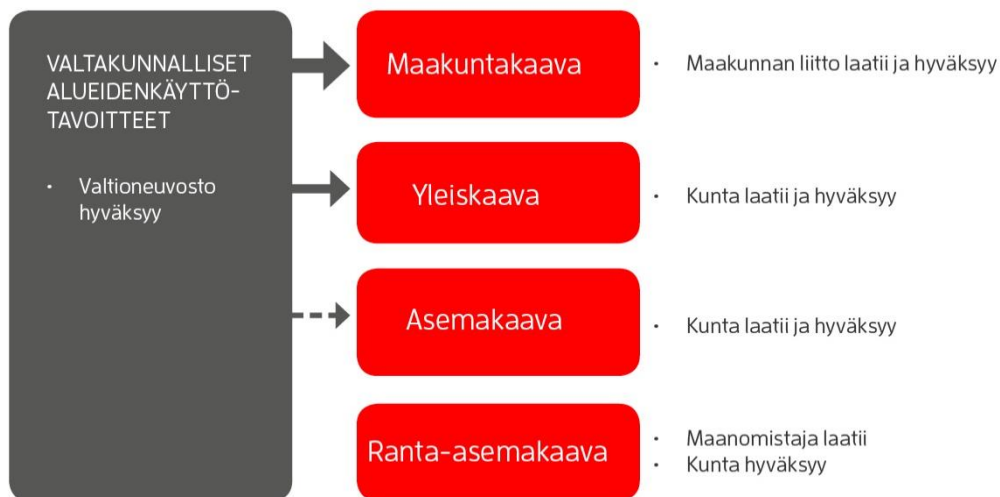 VALTAKUNNALLISET
ALUEIDENKÄYTTÖ-
TAVOITTEET
• Valtioneuvosto
hyväksyy
Maakuntakaava
• Maakunnan liitto laatii ja hyväksyy
Yleiskaava
• Kunta laatii ja hyväksyy
Asemakaava
• Kunta laatii ja hyväksyy
Ranta-asemakaava
• Maanomistaja laatii
• Kunta hyväksyy